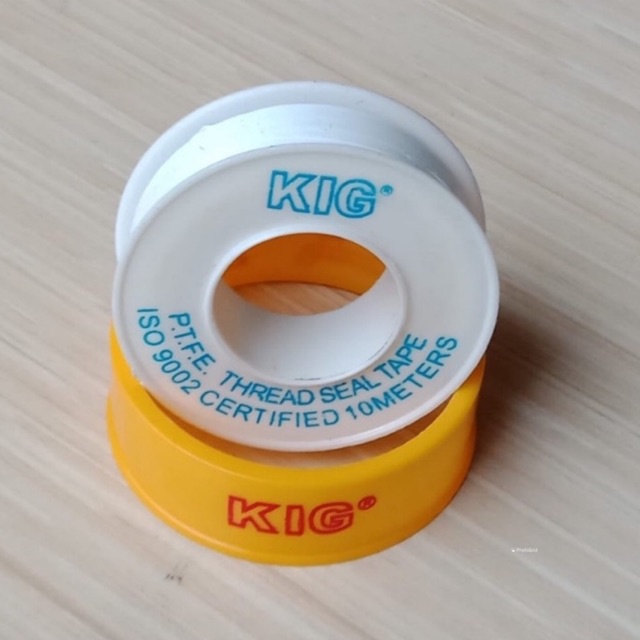 KIG®
P.T.F.E. THREAD SEAL TAPE
ISO 9002 CERTIFIED 10METERS
KIG®